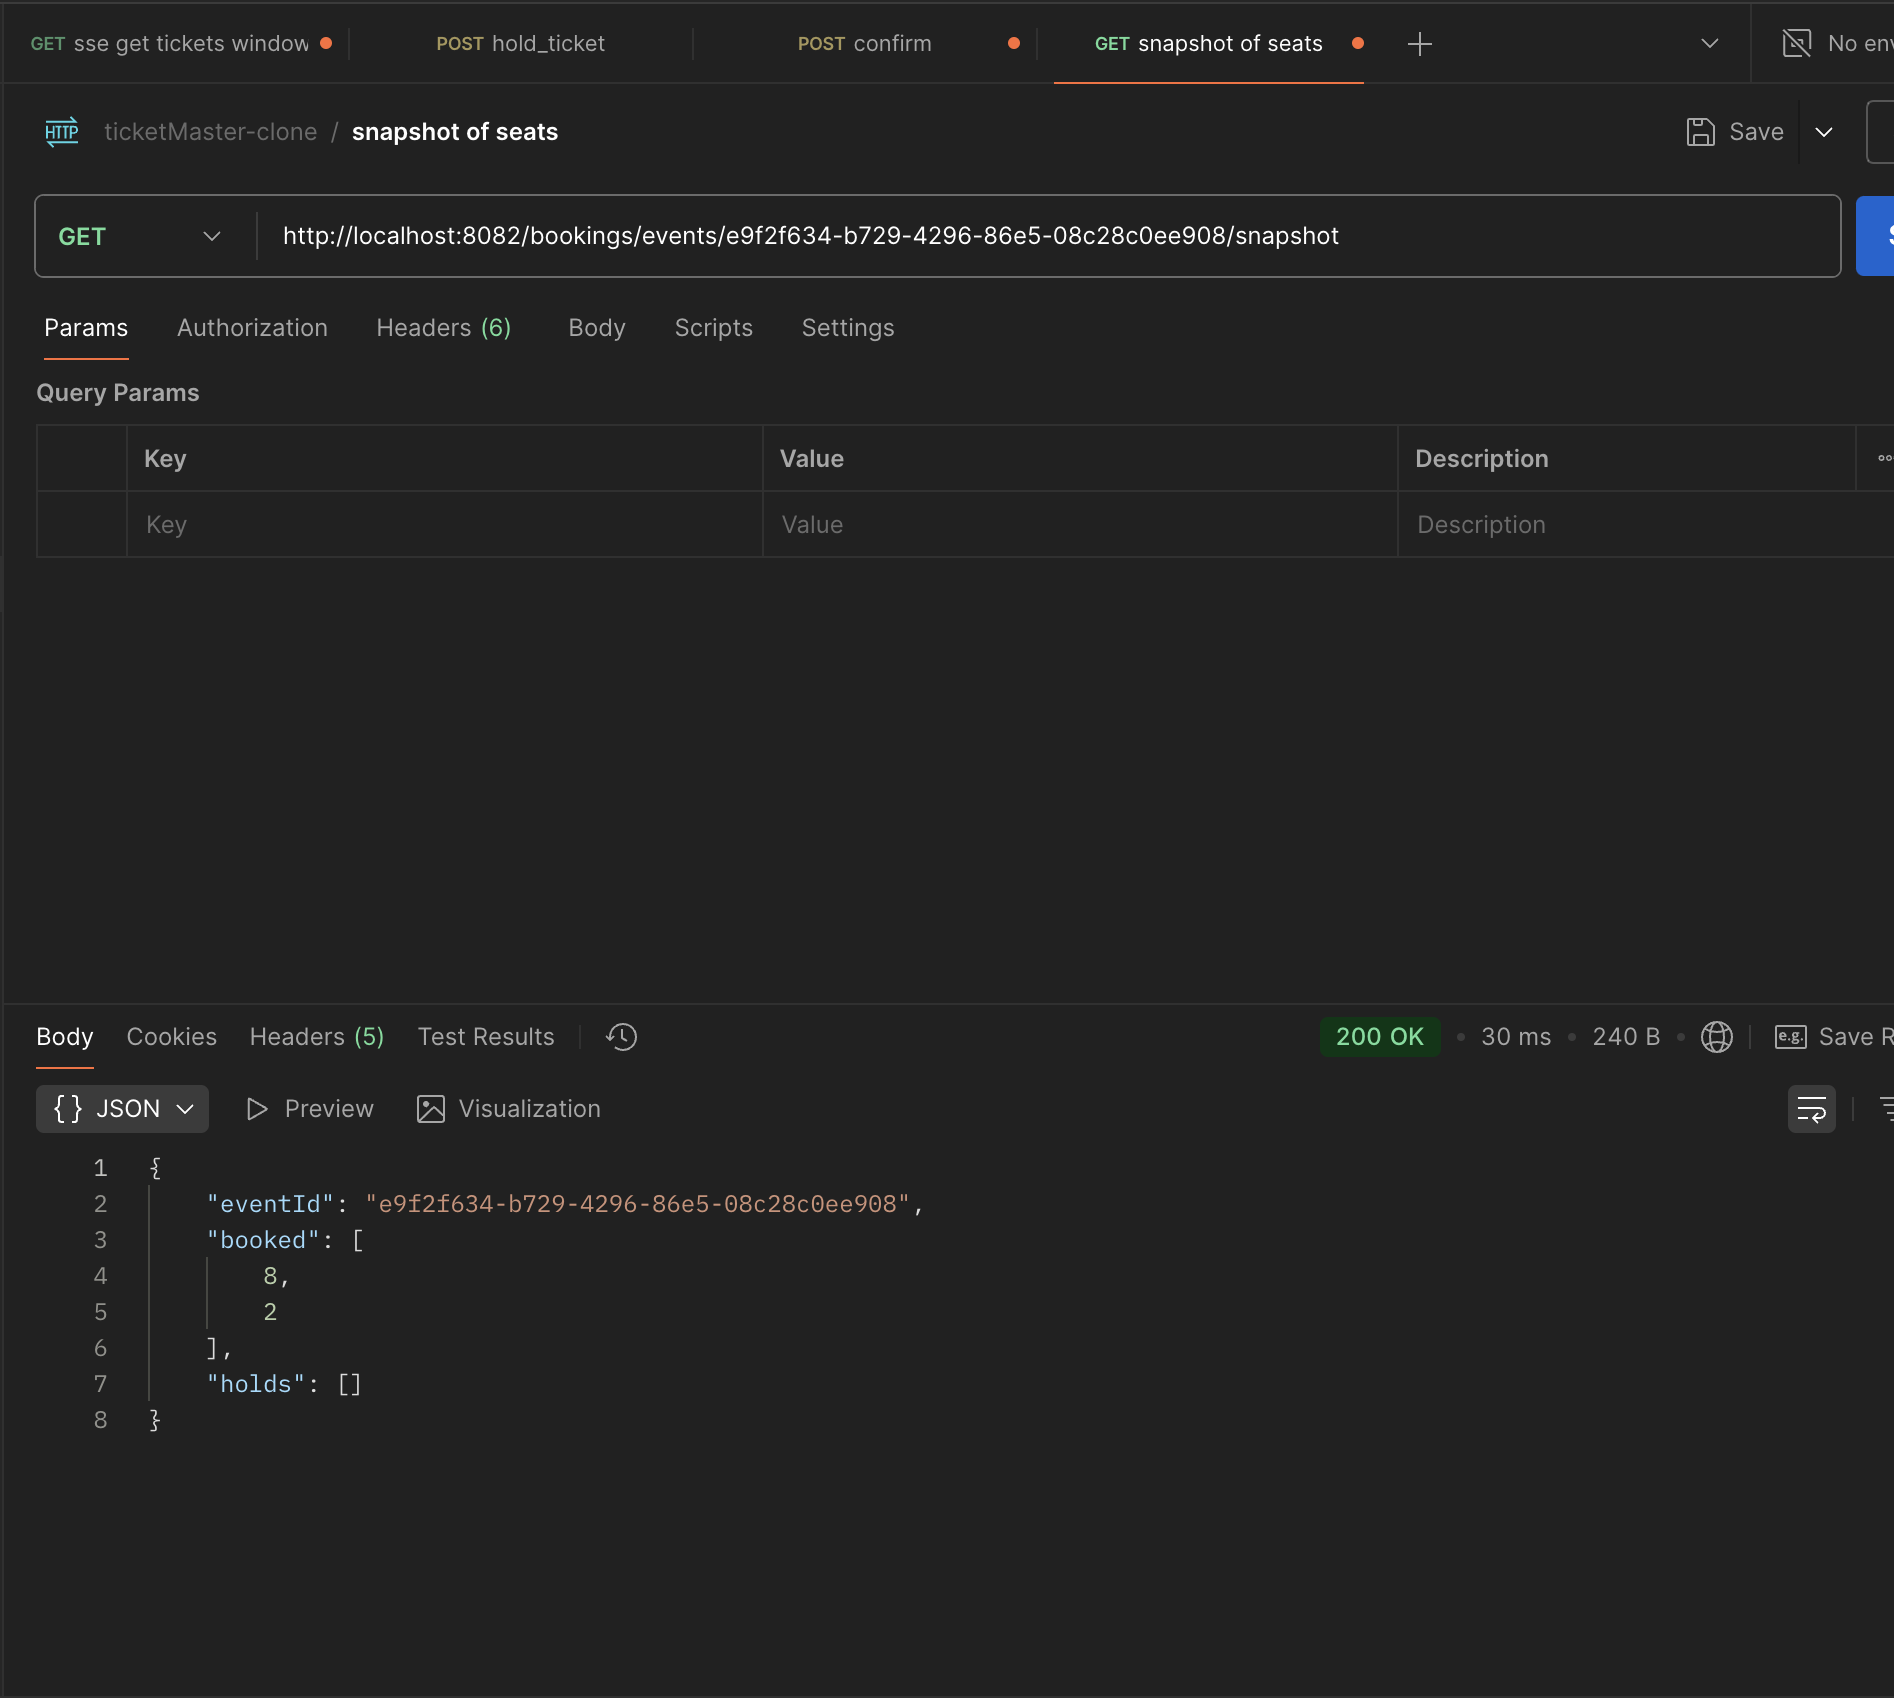 GET sse get tickets window
POST hold_ticket
POST confirm
GET snapshot of seats
No env
HTTP ticketMaster-clone / snapshot of seats
Save
GET http://localhost:8082/bookings/events/e9f2f634-b729-4296-86e5-08c28c0ee908/snapshot
S
Params Authorization Headers (6) Body Scripts Settings
Query Params
Key Value Description
Key Value Description
Body Cookies Headers (5) Test Results
200 OK • 30 ms • 240 B • e.g. Save R
{} JSON Preview Visualization
1 {
2 "eventId": "e9f2f634-b729-4296-86e5-08c28c0ee908",
3 "booked": [
4 8,
5 2
6 ],
7 "holds": []
8 }